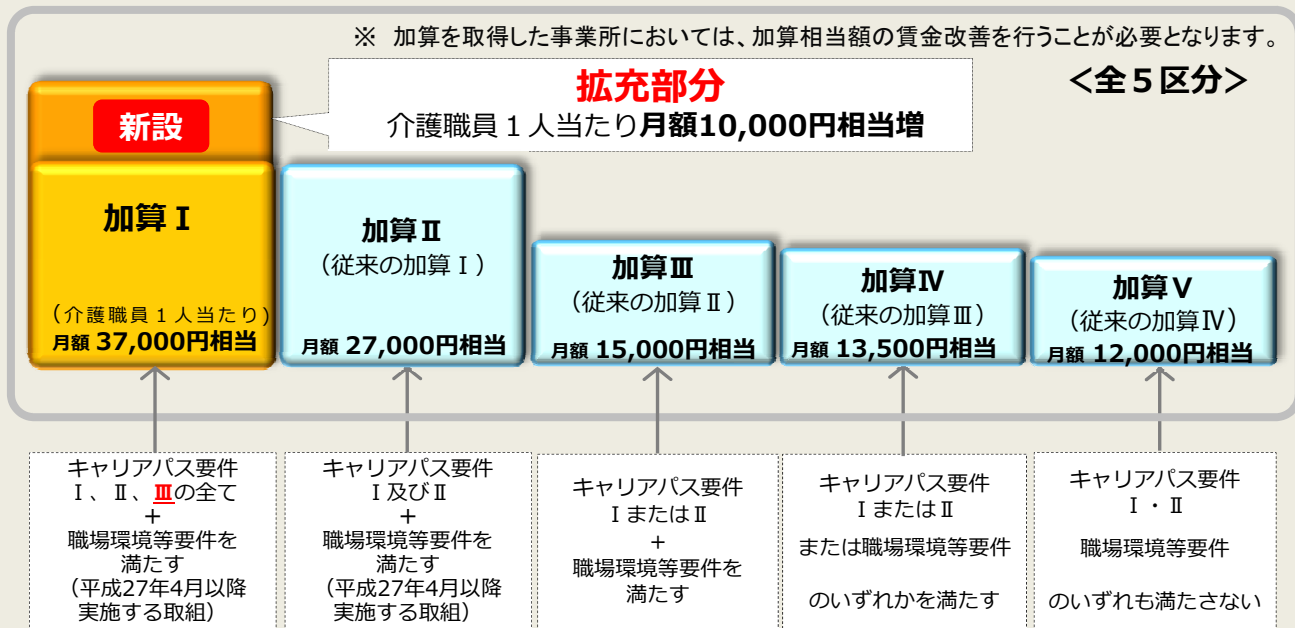 ※ 加算を取得した事業所においては、加算相当額の賃金改善を行うことが必要となります。
＜全５区分＞
拡充部分
介護職員１人当たり月額10,000円相当増
新設
加算Ⅰ
（介護職員１人当たり）
月額 37,000円相当
加算Ⅱ
（従来の加算Ⅰ）
月額 27,000円相当
加算Ⅲ
（従来の加算Ⅱ）
月額 15,000円相当
加算Ⅳ
（従来の加算Ⅲ）
月額 13,500円相当
加算Ⅴ
（従来の加算Ⅳ）
月額 12,000円相当
キャリアパス要件
Ⅰ、Ⅱ、Ⅲの全て
＋
職場環境等要件を
満たす
（平成27年4月以降
実施する取組）
キャリアパス要件
Ⅰ及びⅡ
＋
職場環境等要件を
満たす
（平成27年4月以降
実施する取組）
キャリアパス要件
ⅠまたはⅡ
＋
職場環境等要件を
満たす
キャリアパス要件
ⅠまたはⅡ
または職場環境等要件
のいずれかを満たす
キャリアパス要件
Ⅰ・Ⅱ
職場環境等要件
のいずれも満たさない